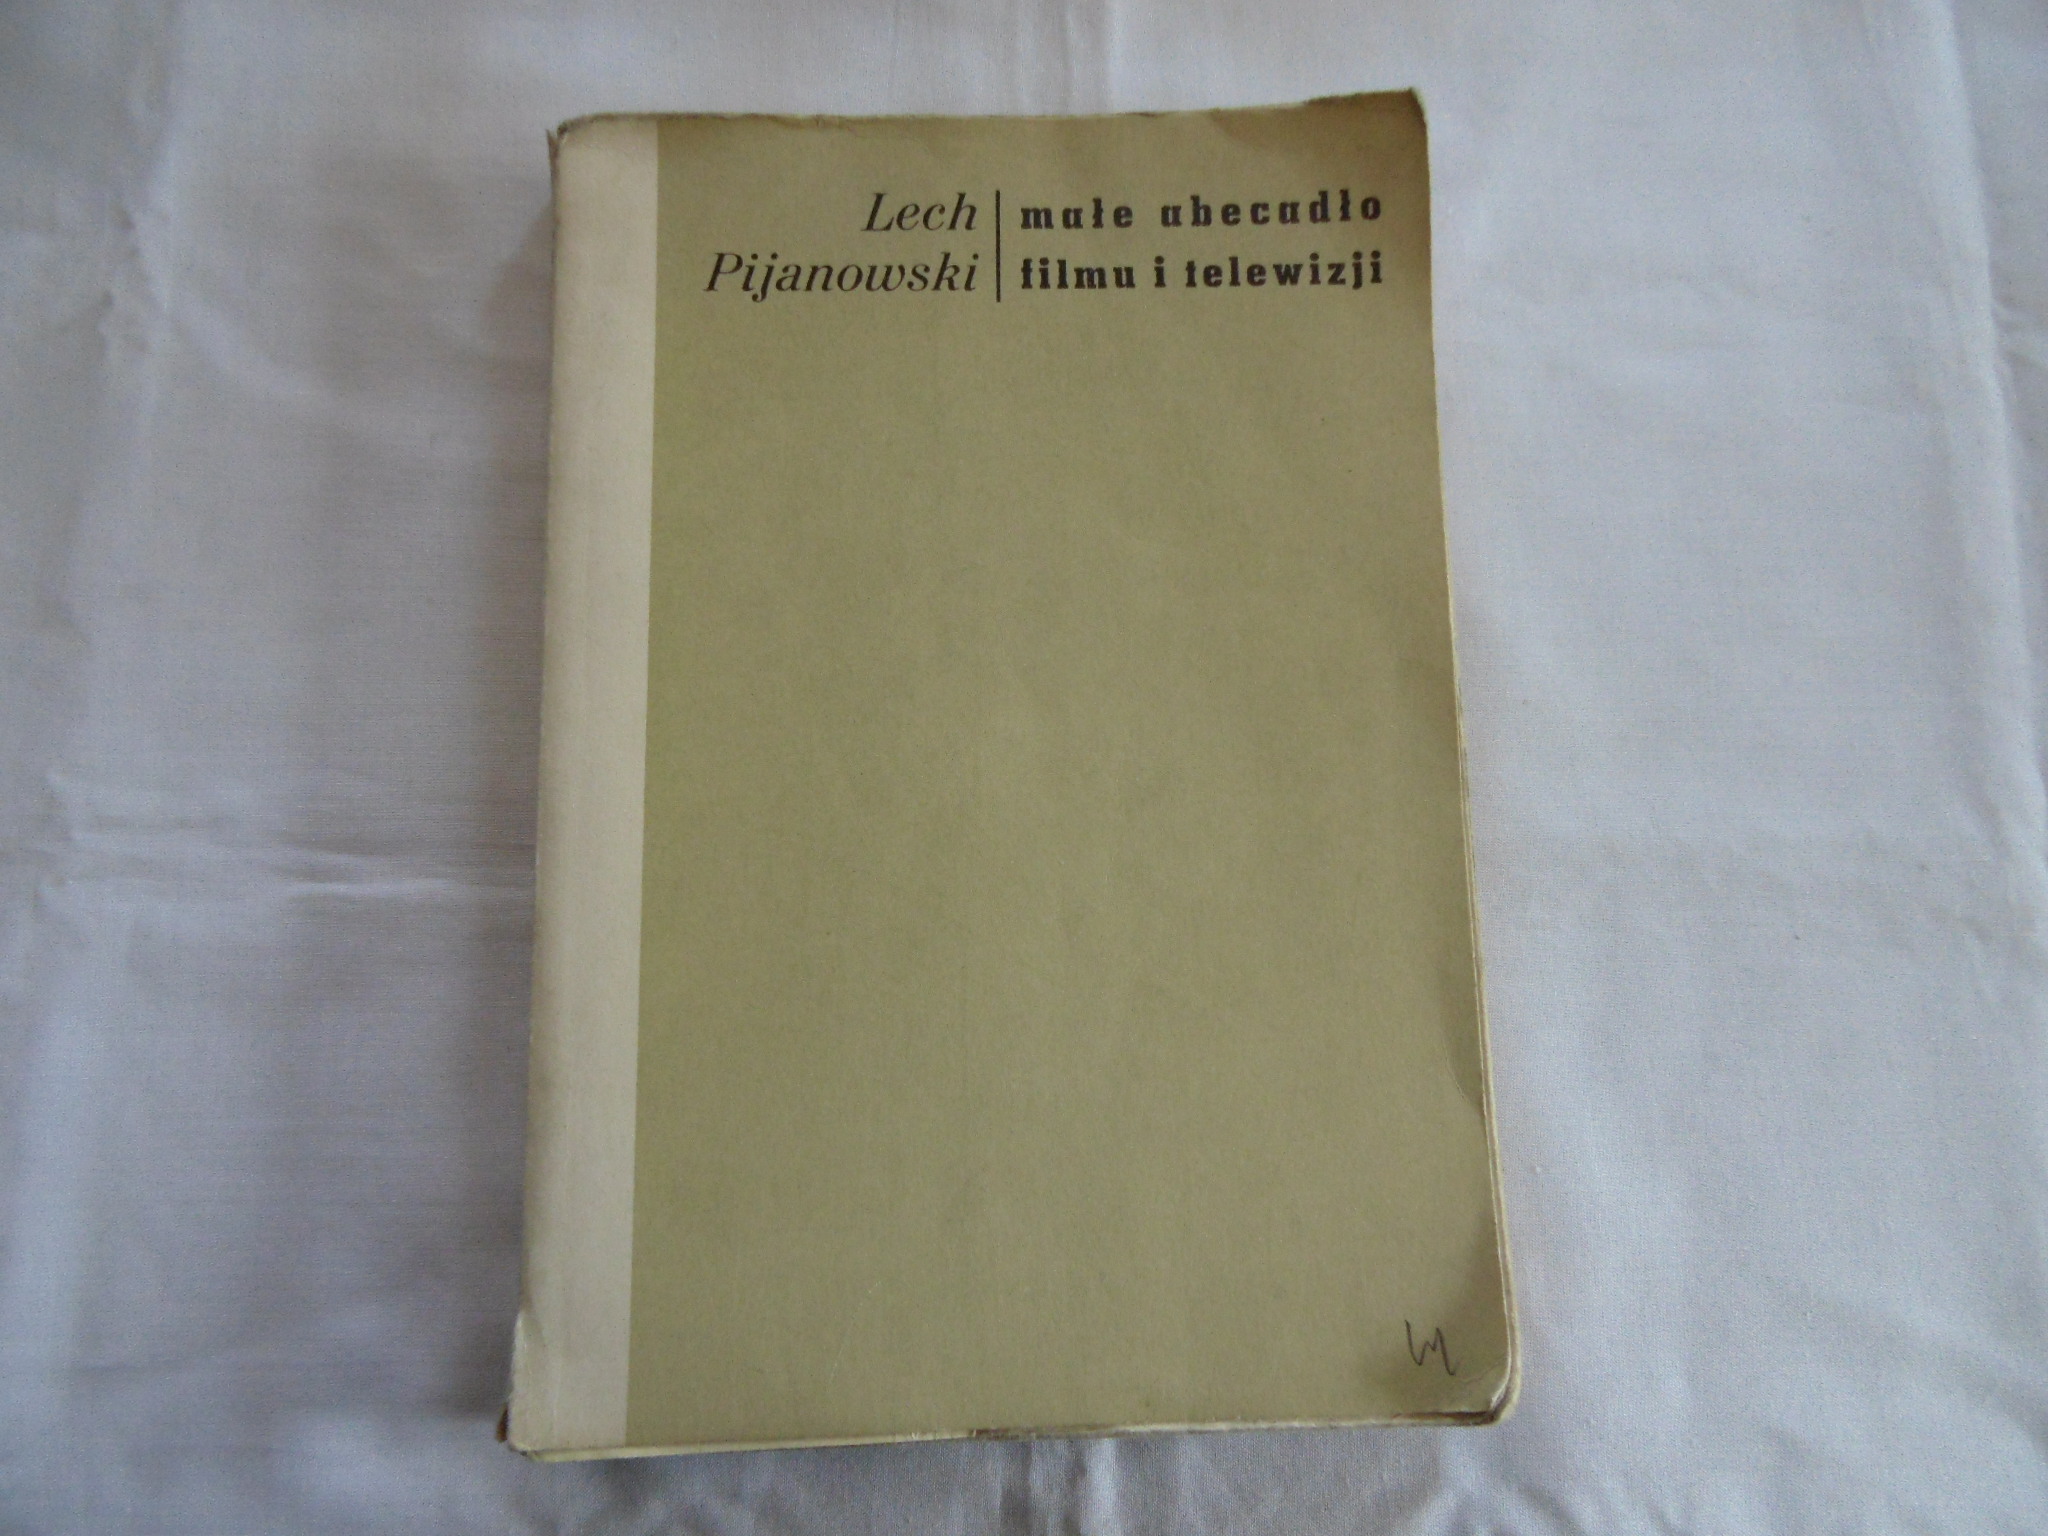 Lech
Pijanowski
małe abecadło
filmu i telewizji